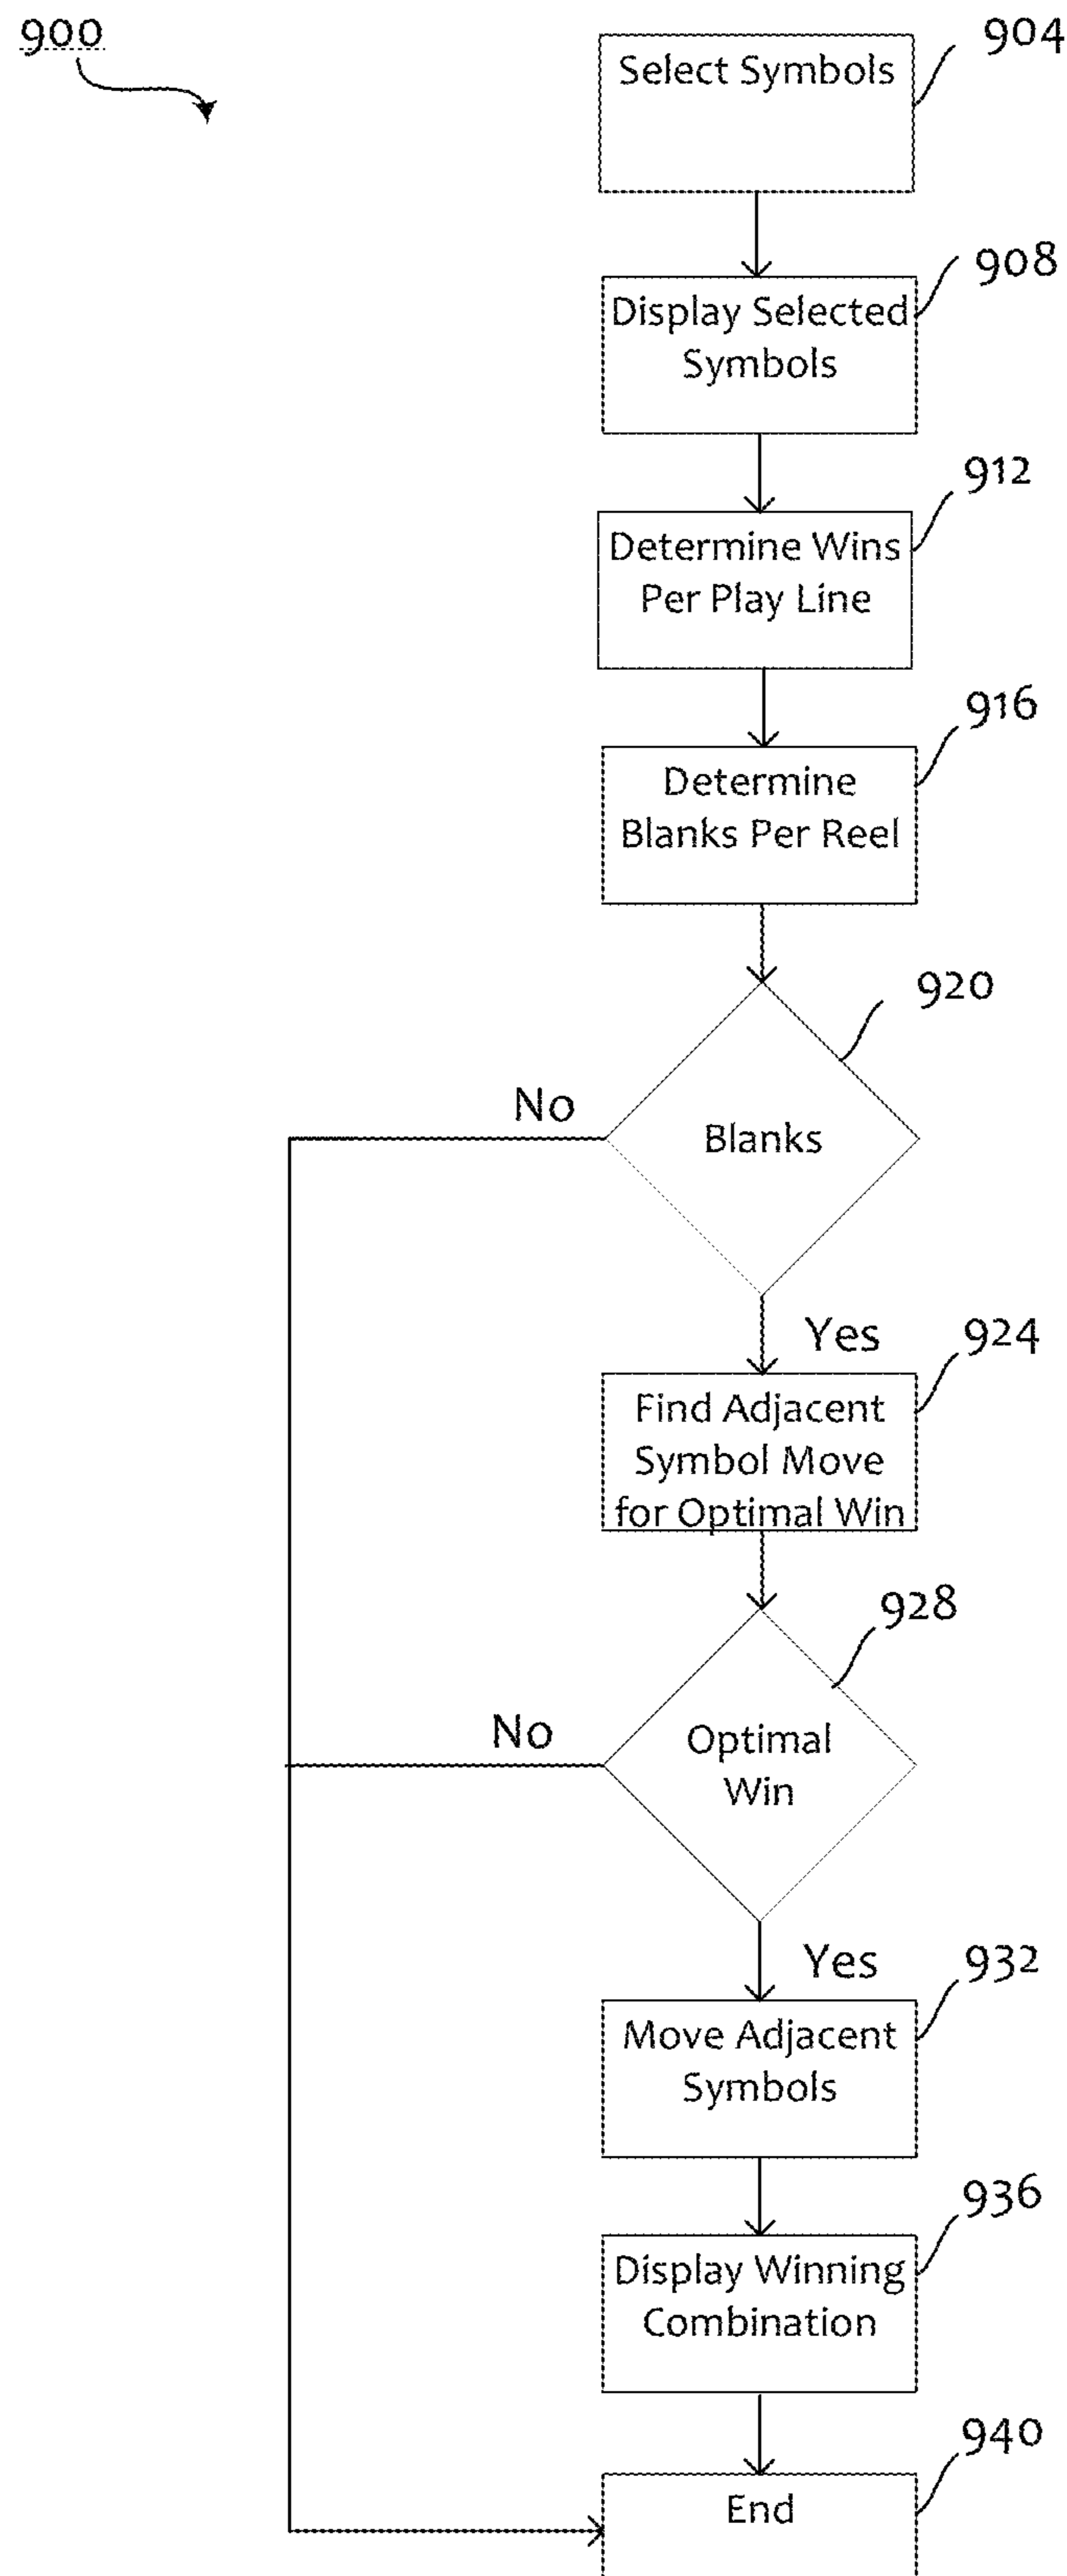 900
904
Select Symbols
908
Display Selected
Symbols
912
Determine Wins
Per Play Line
916
Determine
Blanks Per Reel
920
No
Blanks
Yes
924
Find Adjacent
Symbol Move
for Optimal Win
928
No
Optimal
Win
Yes
932
Move Adjacent
Symbols
936
Display Winning
Combination
940
End